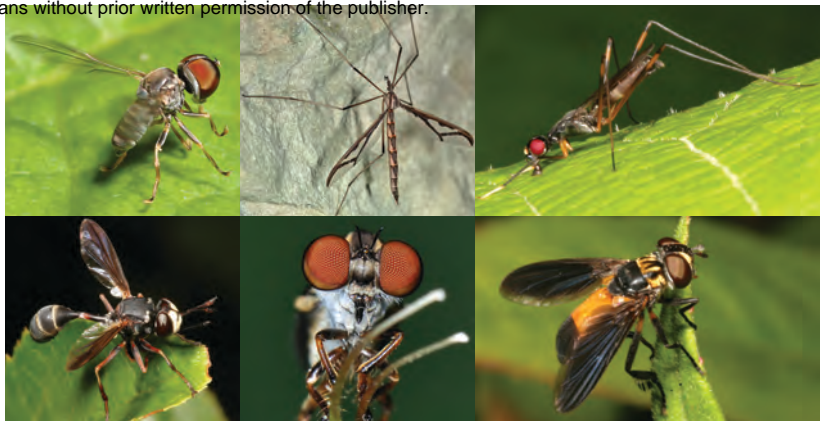 ans without prior written permission of the publisher.